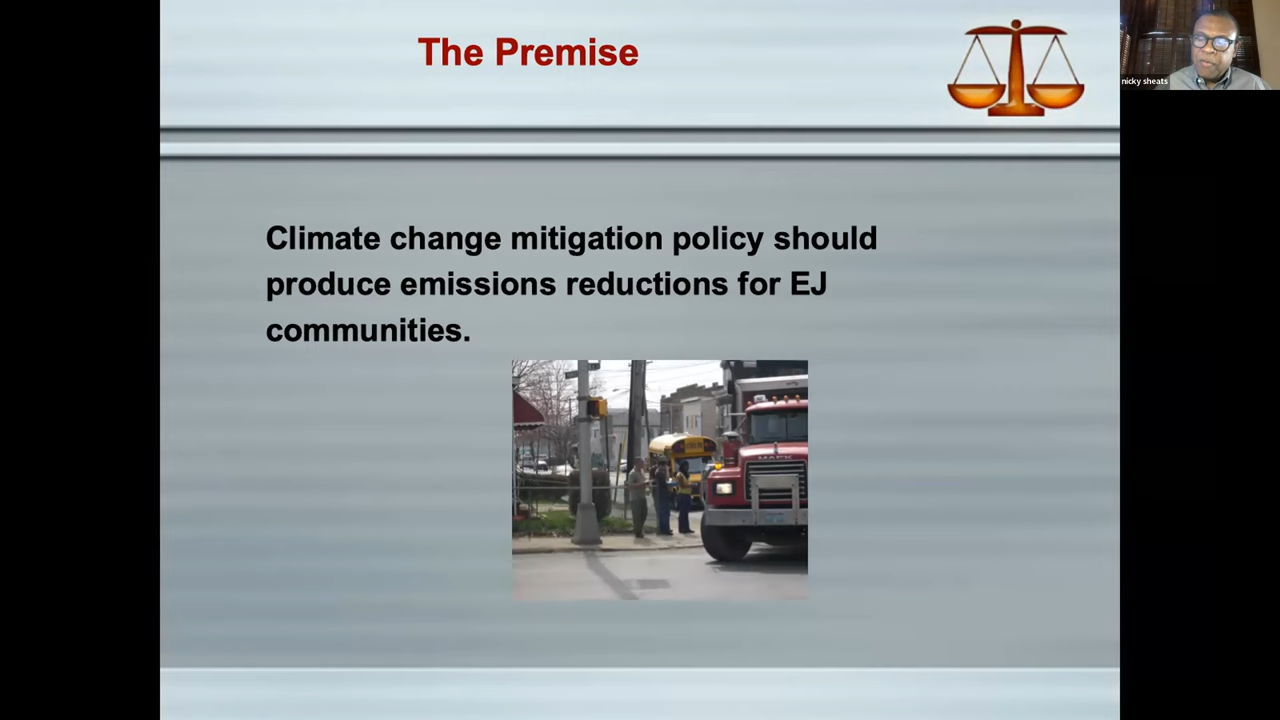 The Premise
nicky sheats
Climate change mitigation policy should
produce emissions reductions for EJ
communities.
MACK